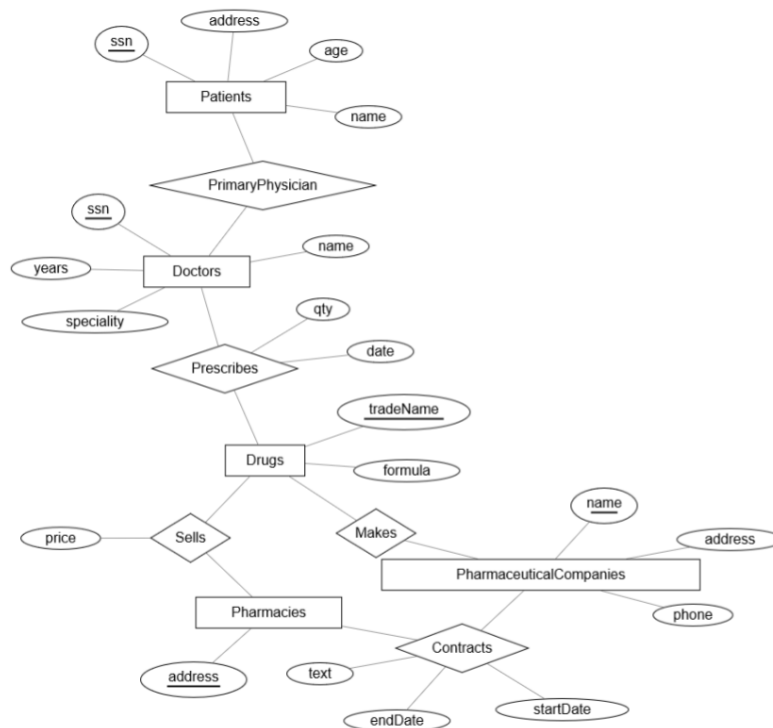 address
ssn
age
Patients
name
PrimaryPhysician
ssn
name
years
Doctors
speciality
qty
date
Prescribes
tradeName
Drugs
formula
name
price
Sells
Makes
address
PharmaceuticalCompanies
Pharmacies
phone
Contracts
text
address
startDate
endDate